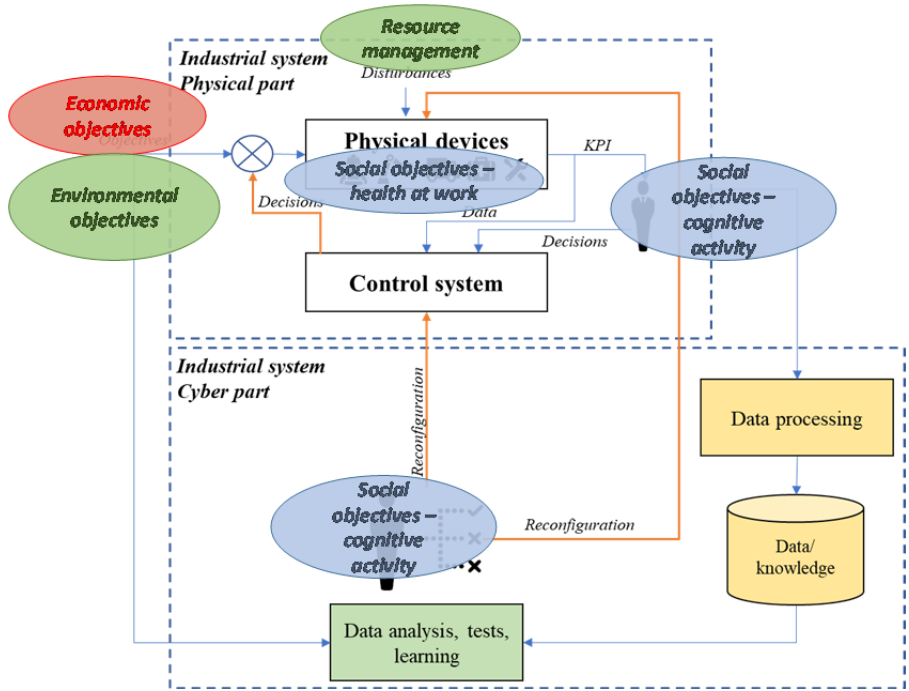 Resource
management
Industrial system
Physical part
Disturbances
Economic
objectives
Objectives
Physical devices
KPI
Environmental
objectives
Social objectives –
health at work
Social
objectives –
cognitive
activity
Decisions
Data
Decisions
Control system
Industrial system
Cyber part
Reconfiguration
Data processing
Social
objectives –
cognitive
activity
Reconfiguration
Data/
knowledge
Data analysis, tests,
learning